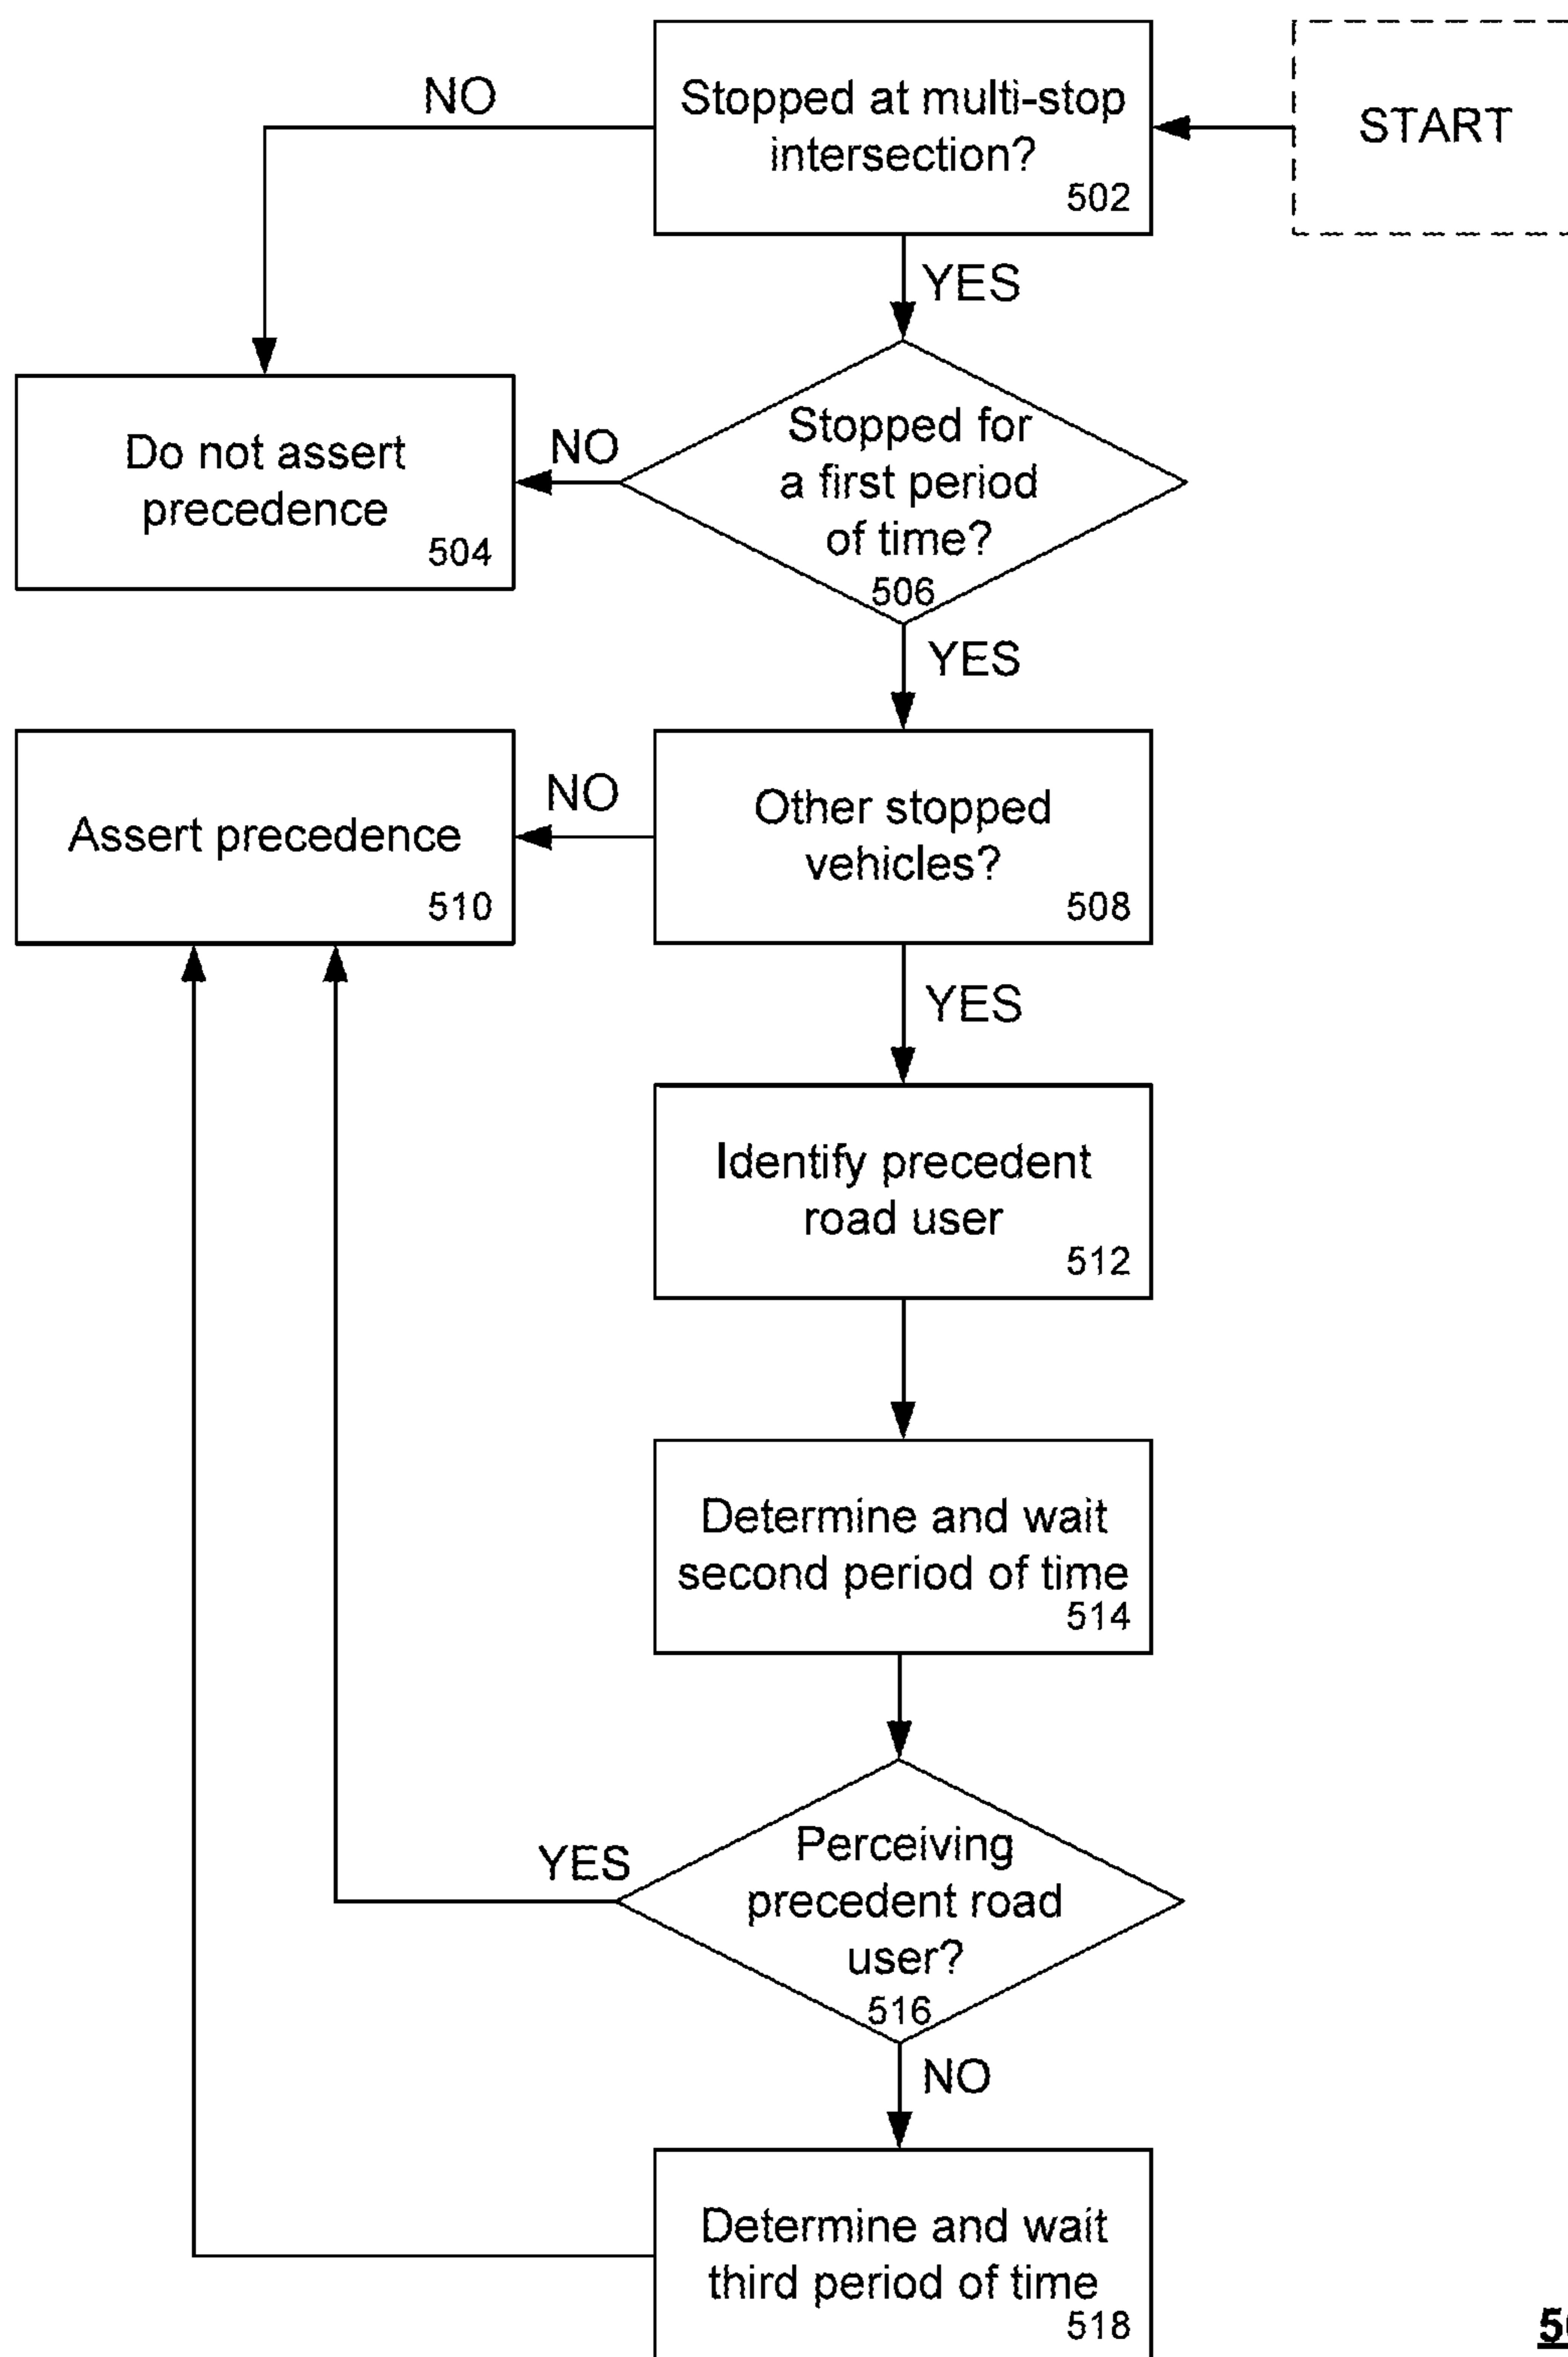 START
Stopped at multi-stop
intersection?
502
NO
YES
Stopped for
a first period
of time?
506
NO
Do not assert
precedence
504
YES
Other stopped
vehicles?
508
NO
Assert precedence
510
YES
Identify precedent
road user
512
Determine and wait
second period of time
514
Perceiving
precedent road
user?
516
YES
NO
Determine and wait
third period of time
518